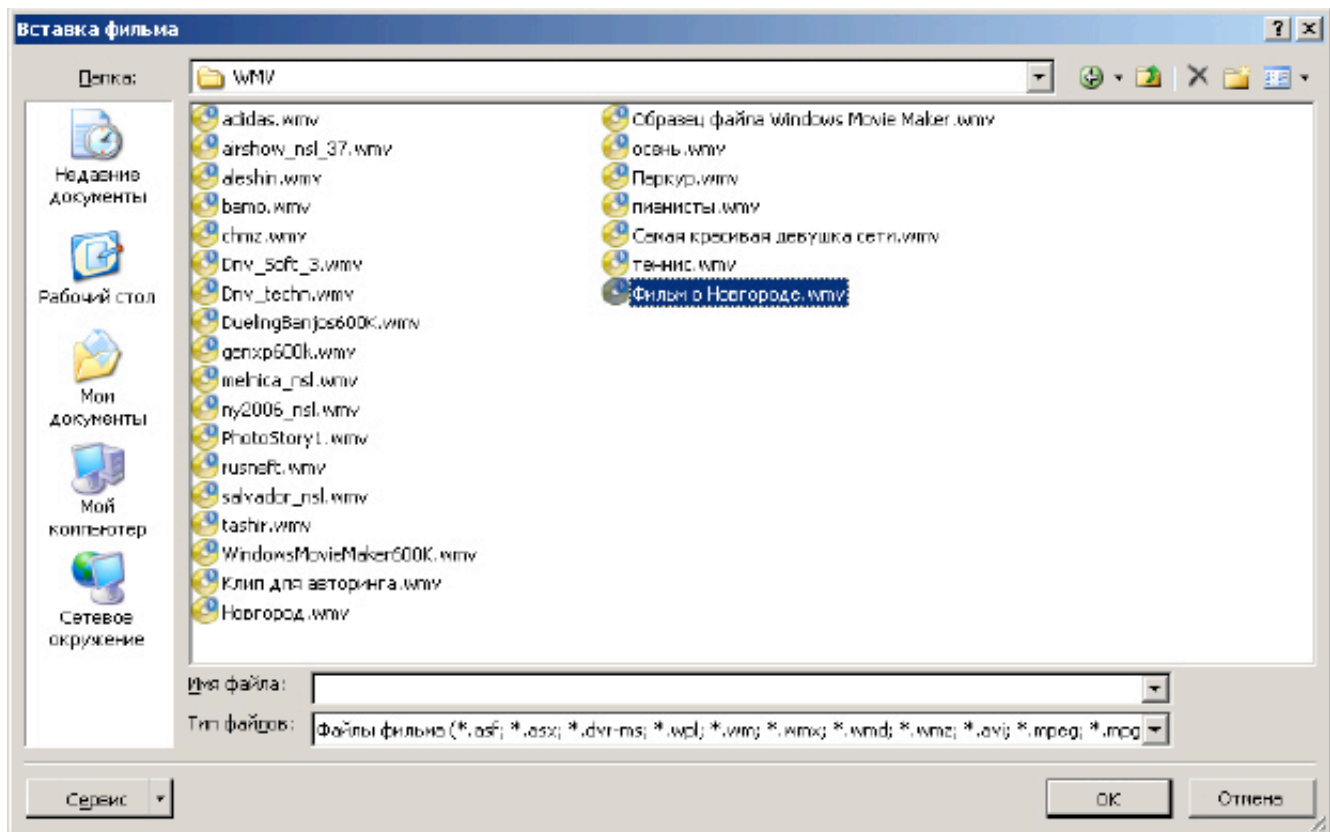 Вставка фильма
Папка:
WMV
Недавние
документы
Рабочий стол
Мои
документы
Мой
компьютер
Сетевое
окружение
adidas.wmv
airshow_nsl_37.wmv
aleshin.wmv
bamo.wmv
chmz.wmv
Driv_Soft_3.wmv
Driv_techn.wmv
DuelingBanjos600K.wmv
genxp600k.wmv
melnica_nsl.wmv
ny2006_nsl.wmv
PhotoStory1.wmv
rusneft.wmv
salvador_nsl.wmv
tashir.wmv
WindowsMovieMaker600K.wmv
Клип для авторинга.wmv
Новгород.wmv
Образец файла Windows Movie Maker.wmv
осень.wmv
Паркур.wmv
пианисты.wmv
Самая красивая девушка сети.wmv
теннис.wmv
Фильм о Новгороде.wmv
Имя файла:
Тип файлов:
Файлы фильма (*.asf; *.asx; *.dvr-ms; *.wpl; *.wm; *.wmx; *.wmd; *.wmz; *.avi; *.mpeg; *.mpg
Сервис
ОК
Отмена